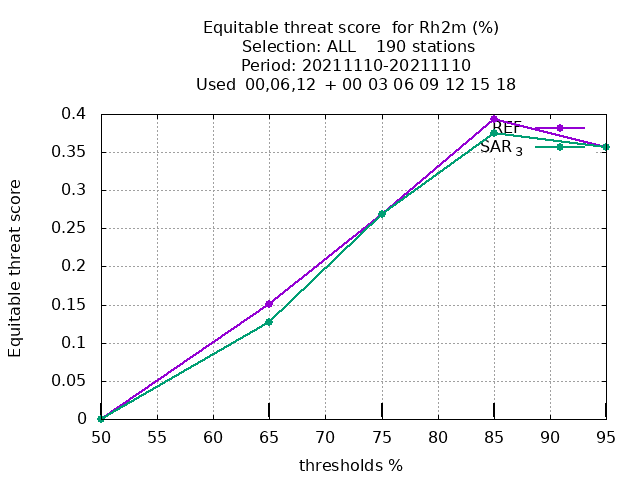 Equitable threat score  for Rh2m (%)
Selection: ALL    190 stations
Period: 20211110-20211110
Used  00,06,12  + 00 03 06 09 12 15 18
REF
SAR 3
Equitable threat score
0.4
0.35
0.3
0.25
0.2
0.15
0.1
0.05
0
50 55 60 65 70 75 80 85 90 95
thresholds %